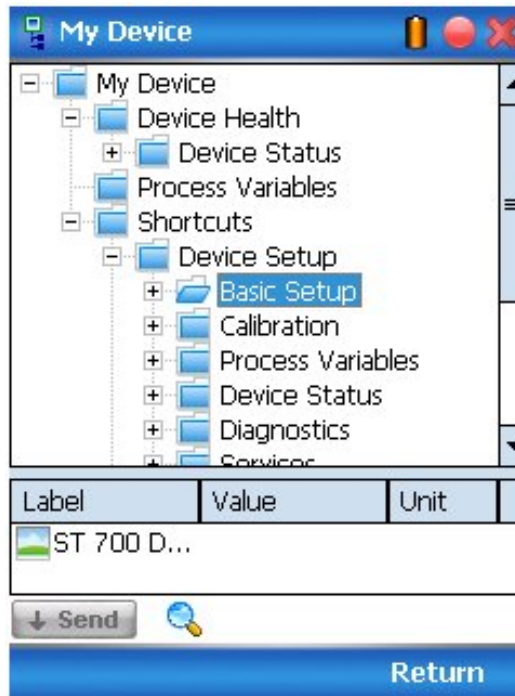 My Device
My Device
Device Health
Device Status
Process Variables
Shortcuts
Device Setup
Basic Setup
Calibration
Process Variables
Device Status
Diagnostics
Services
Label Value Unit
ST 700 D...
Send
Return